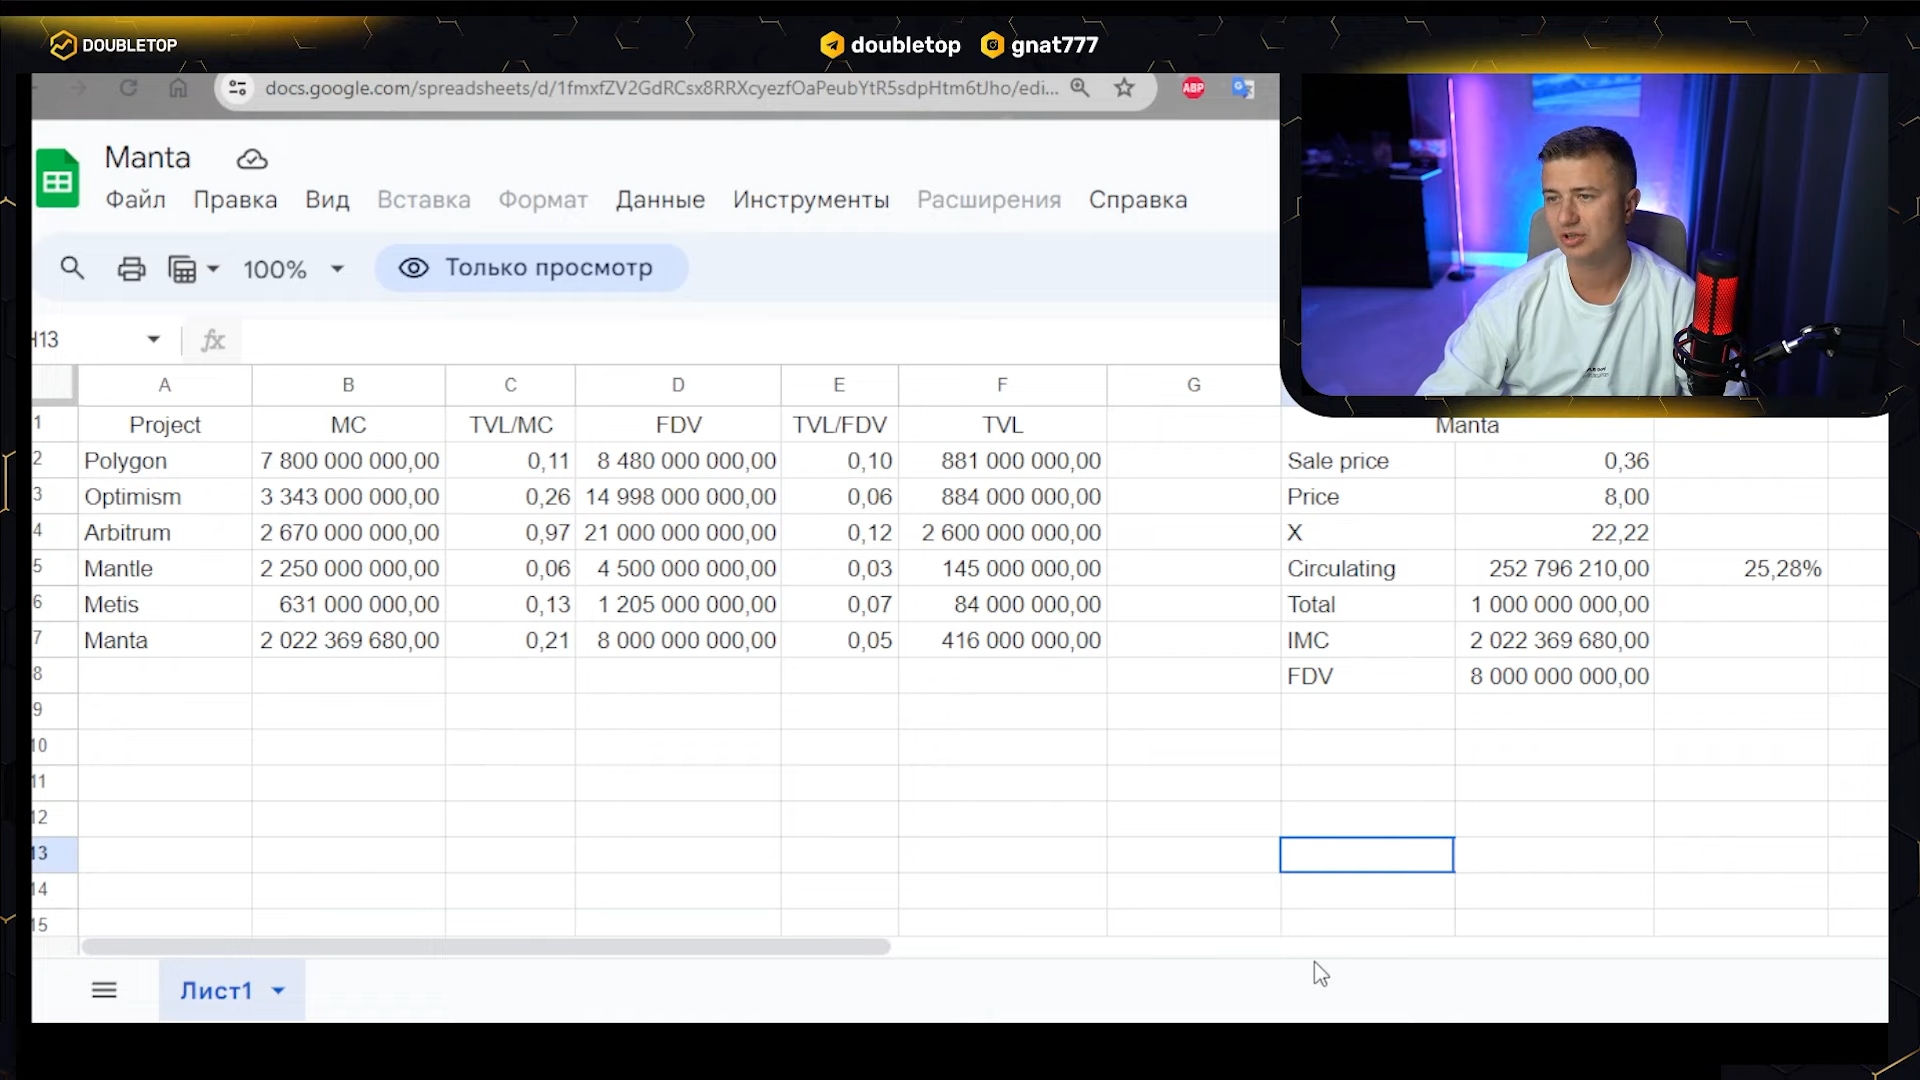 DOUBLETOP
doubletop gnat777
docs.google.com/spreadsheets/d/1fmxfZV2GdRCsx8RRXcyezfOaPeubYtR5sdpHtm6tJho/edi...
ABP
Manta
Файл Правка Вид Вставка Формат Данные Инструменты Расширения Справка
100% Только просмотр
H13 fx
A B C D E F G
1 Project MC TVL/MC FDV TVL/FDV TVL Manta
2 Polygon 7 800 000 000,00 0,11 8 480 000 000,00 0,10 881 000 000,00 Sale price 0,36
3 Optimism 3 343 000 000,00 0,26 14 998 000 000,00 0,06 884 000 000,00 Price 8,00
4 Arbitrum 2 670 000 000,00 0,97 21 000 000 000,00 0,12 2 600 000 000,00 X 22,22
5 Mantle 2 250 000 000,00 0,06 4 500 000 000,00 0,03 145 000 000,00 Circulating 252 796 210,00 25,28%
6 Metis 631 000 000,00 0,13 1 205 000 000,00 0,07 84 000 000,00 Total 1 000 000 000,00
7 Manta 2 022 369 680,00 0,21 8 000 000 000,00 0,05 416 000 000,00 IMC 2 022 369 680,00
8 FDV 8 000 000 000,00
9
10
11
12
13
14
15
Лист1